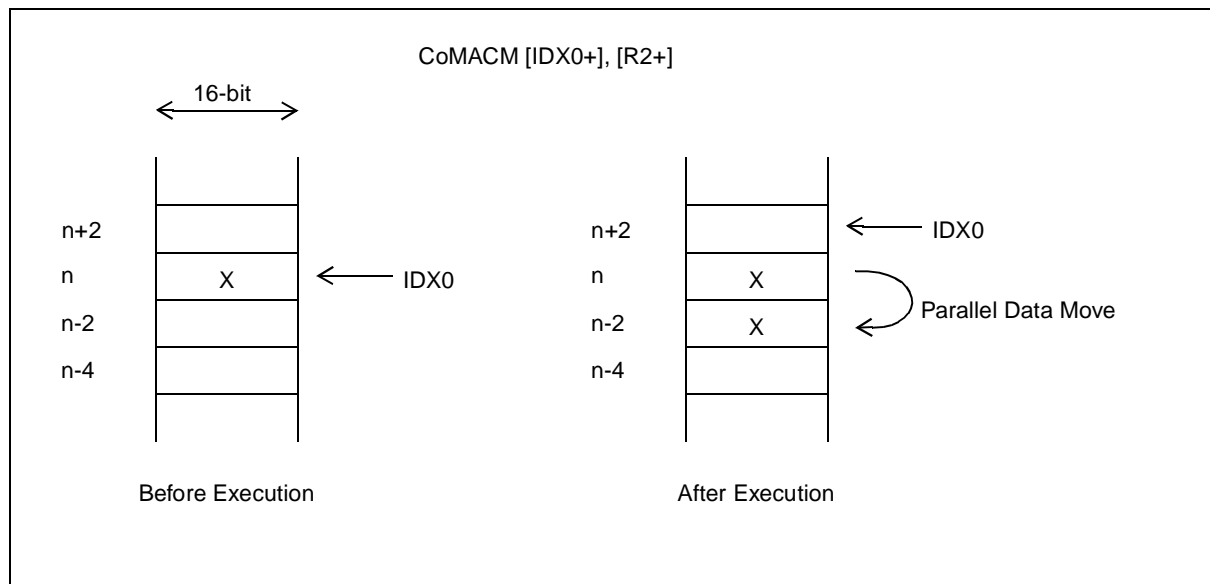 CoMACM [IDX0+], [R2+]
16-bit
n+2
n
n-2
n-4
X
IDX0
Before Execution
n+2
n
n-2
n-4
X
X
IDX0
Parallel Data Move
After Execution